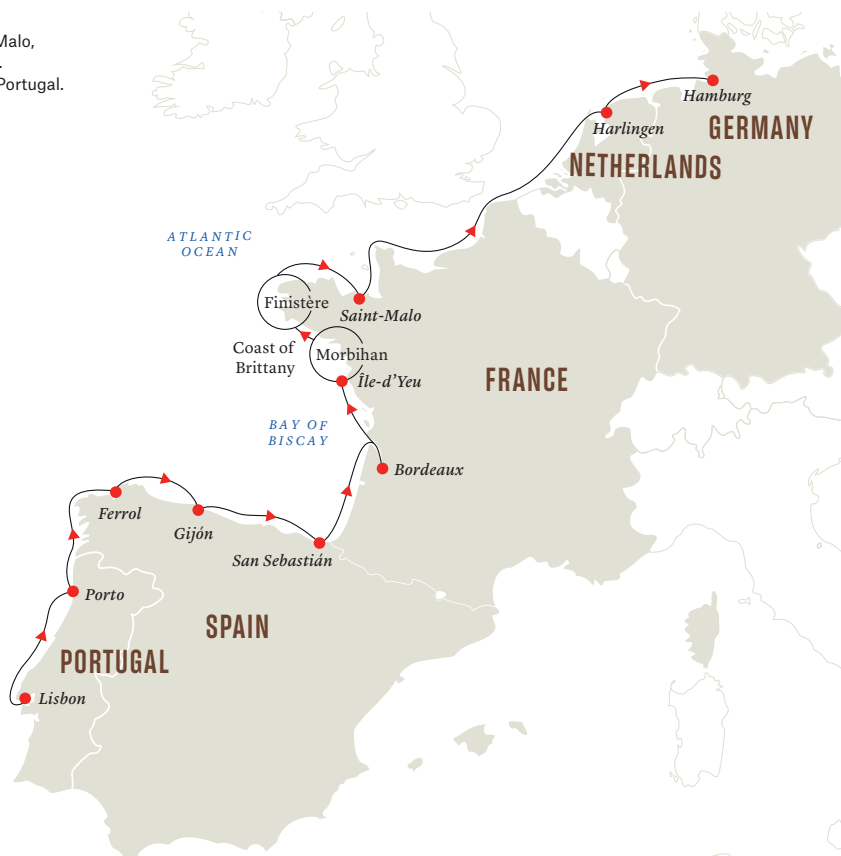 Malo,
.
Portugal.
Hamburg
Harlingen
GERMANY
NETHERLANDS
ATLANTIC
OCEAN
Finistère
Saint-Malo
Coast of
Brittany
Morbihan
Île-d'Yeu
FRANCE
BAY OF
BISCAY
Bordeaux
Ferrol
Gijón
San Sebastián
Porto
SPAIN
PORTUGAL
Lisbon